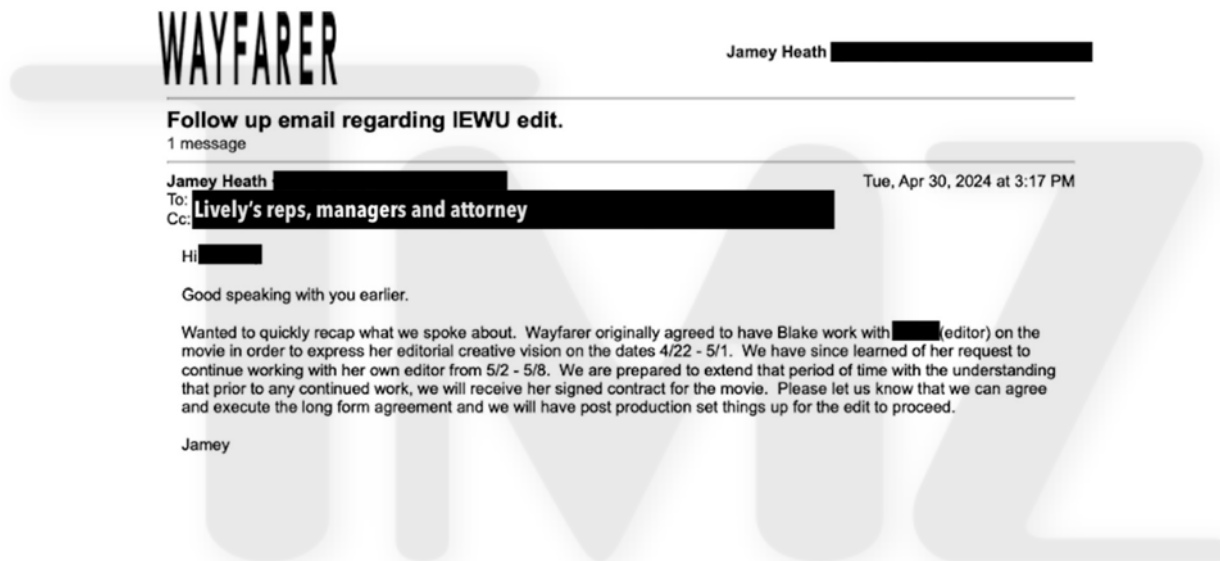 WAYFARER
Jamey Heath
Follow up email regarding IEWU edit.
1 message
Jamey Heath
Tue, Apr 30, 2024 at 3:17 PM
To:
Cc:
Lively's reps, managers and attorney
Hi
Good speaking with you earlier.
Wanted to quickly recap what we spoke about. Wayfarer originally agreed to have Blake work with (editor) on the
movie in order to express her editorial creative vision on the dates 4/22 - 5/1. We have since learned of her request to
continue working with her own editor from 5/2 - 5/8. We are prepared to extend that period of time with the understanding
that prior to any continued work, we will receive her signed contract for the movie. Please let us know that we can agree
and execute the long form agreement and we will have post production set things up for the edit to proceed.
Jamey
TMZ